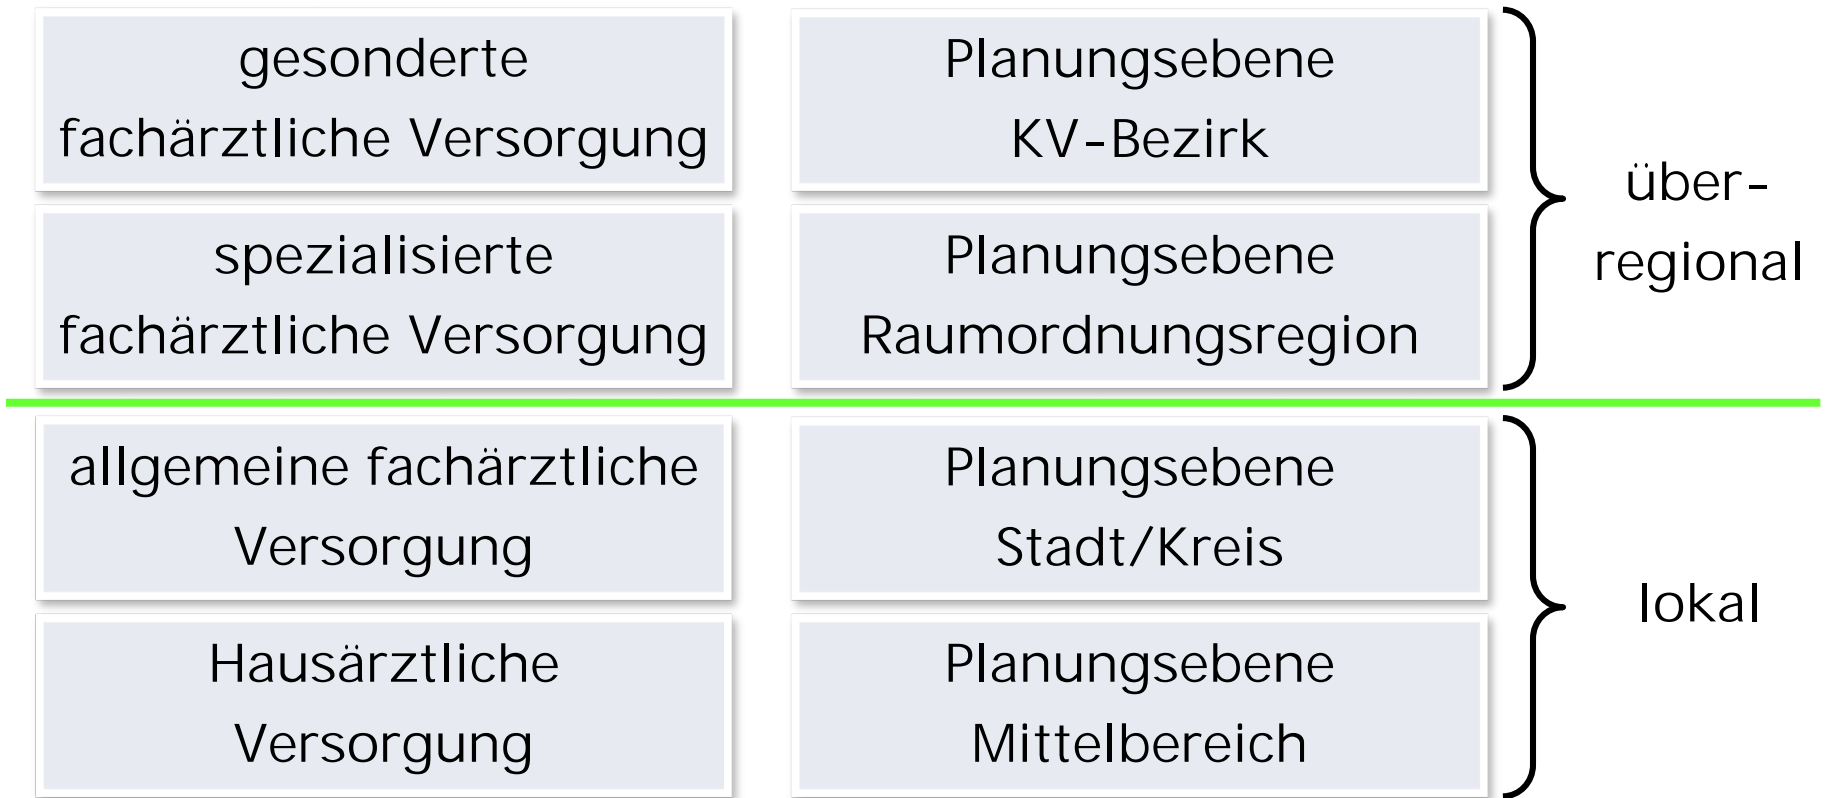 gesonderte
fachärztliche Versorgung
Planungsebene
KV-Bezirk
spezialisierte
fachärztliche Versorgung
Planungsebene
Raumordnungsregion
über-
regional
allgemeine fachärztliche
Versorgung
Planungsebene
Stadt/Kreis
Hausärztliche
Versorgung
Planungsebene
Mittelbereich
lokal